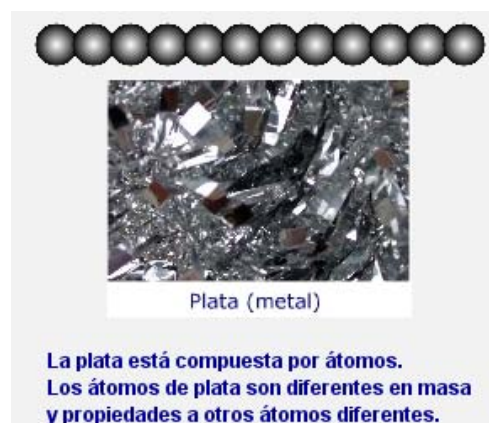 Plata (metal)
La plata está compuesta por átomos.
Los átomos de plata son diferentes en masa
y propiedades a otros átomos diferentes.